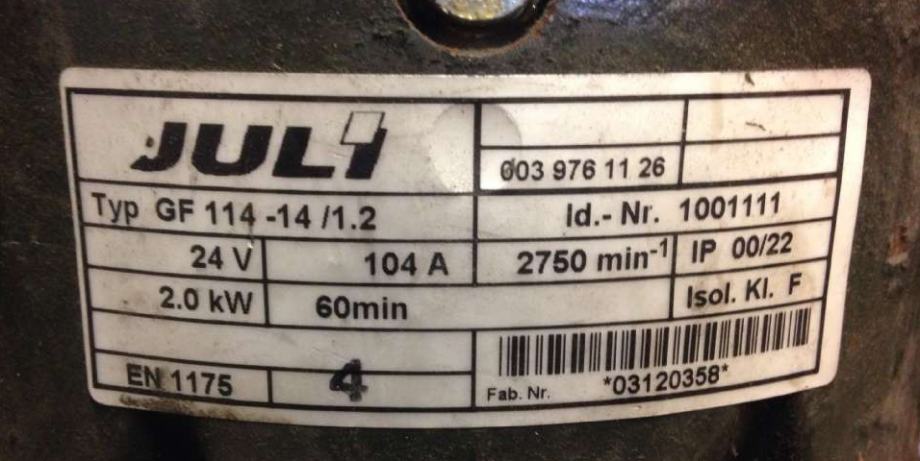 JULI
003 976 11 26
Typ GF 114 -14 /1.2
Id.- Nr. 1001111
24 V 104 A 2750 min-1 IP 00/22
2.0 kW 60min Isol. Kl. F
EN 1175 4
Fab. Nr. *03120358*